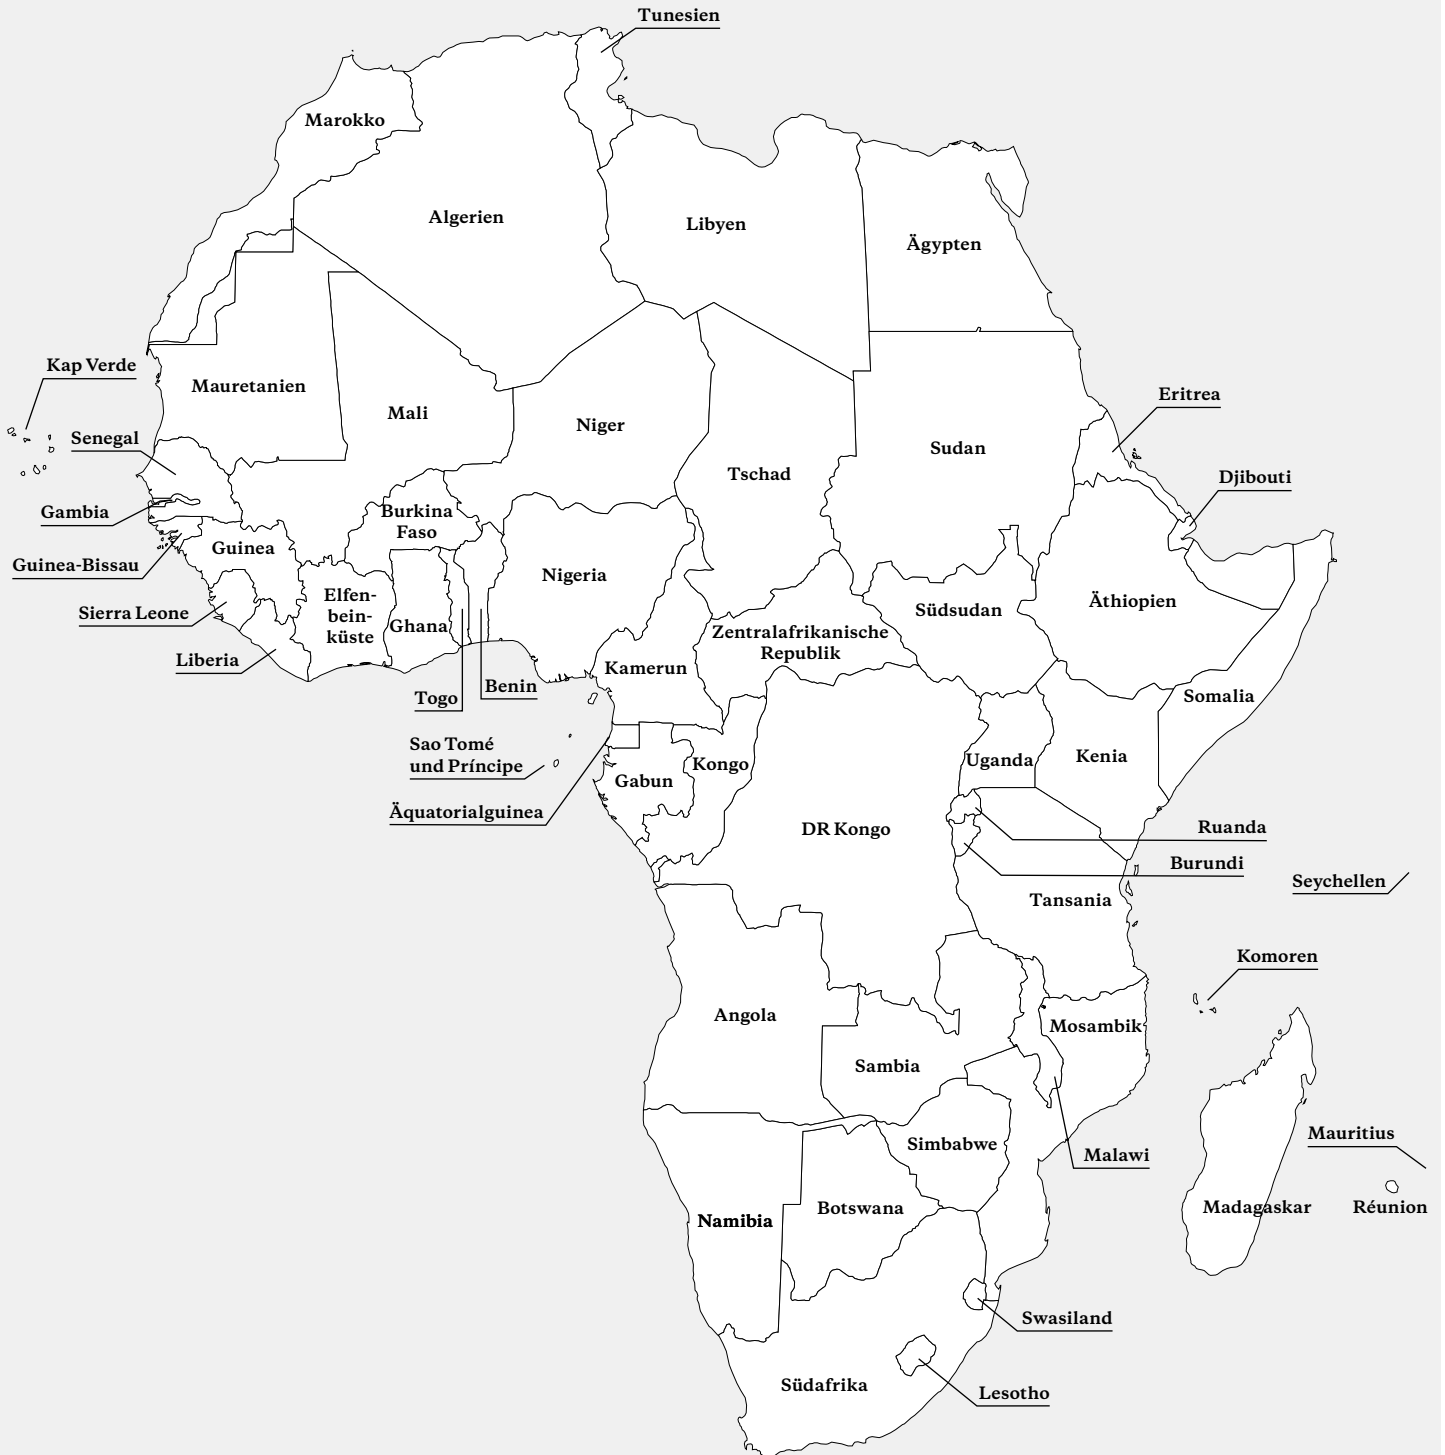 Tunesien
Marokko
Algerien
Libyen
Ägypten
Kap Verde
Mauretanien
Mali
Niger
Eritrea
Senegal
Sudan
Tschad
Djibouti
Gambia
Burkina
Faso
Guinea
Guinea-Bissau
Nigeria
Elfen-
bein-
küste
Äthiopien
Südsudan
Sierra Leone
Ghana
Zentralafrikanische
Republik
Liberia
Kamerun
Togo
Benin
Somalia
Sao Tomé
und Príncipe
Gabun
Kongo
Uganda
Kenia
Äquatorialguinea
DR Kongo
Ruanda
Burundi
Seychellen
Tansania
Komoren
Angola
Mosambik
Sambia
Mauritius
Simbabwe
Malawi
Namibia
Botswana
Madagaskar
Réunion
Swasiland
Südafrika
Lesotho